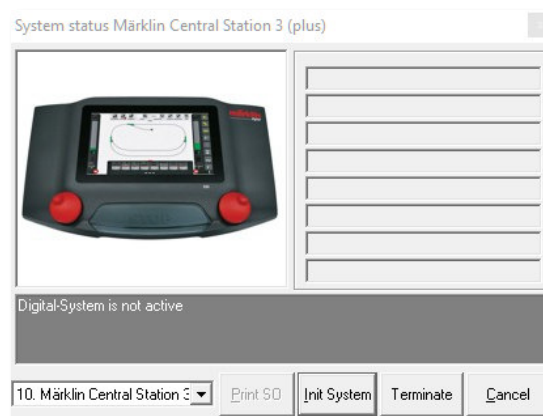 System status Märklin Central Station 3 (plus)
märklin
Digital-System is not active
10. Märklin Central Station 3
Print SO
Init System
Terminate
Cancel